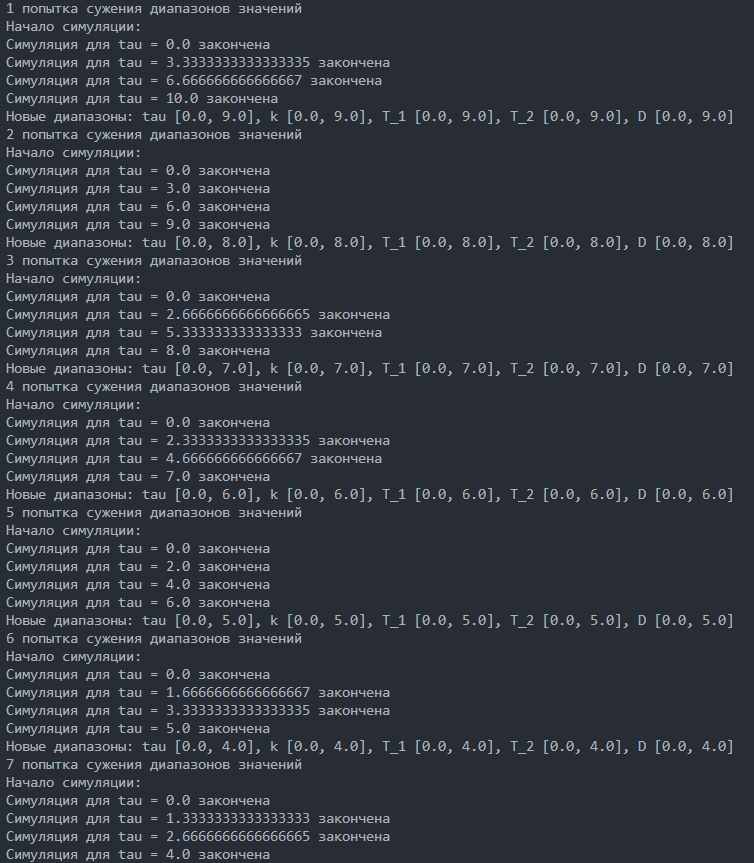 1 попытка сужения диапазонов значений
Начало симуляции:
Симуляция для tau = 0.0 закончена
Симуляция для tau = 3.3333333333333335 закончена
Симуляция для tau = 6.666666666666667 закончена
Симуляция для tau = 10.0 закончена
Новые диапазоны: tau [0.0, 9.0], k [0.0, 9.0], T_1 [0.0, 9.0], T_2 [0.0, 9.0], D [0.0, 9.0]
2 попытка сужения диапазонов значений
Начало симуляции:
Симуляция для tau = 0.0 закончена
Симуляция для tau = 3.0 закончена
Симуляция для tau = 6.0 закончена
Симуляция для tau = 9.0 закончена
Новые диапазоны: tau [0.0, 8.0], k [0.0, 8.0], T_1 [0.0, 8.0], T_2 [0.0, 8.0], D [0.0, 8.0]
3 попытка сужения диапазонов значений
Начало симуляции:
Симуляция для tau = 0.0 закончена
Симуляция для tau = 2.6666666666666665 закончена
Симуляция для tau = 5.333333333333333 закончена
Симуляция для tau = 8.0 закончена
Новые диапазоны: tau [0.0, 7.0], k [0.0, 7.0], T_1 [0.0, 7.0], T_2 [0.0, 7.0], D [0.0, 7.0]
4 попытка сужения диапазонов значений
Начало симуляции:
Симуляция для tau = 0.0 закончена
Симуляция для tau = 2.3333333333333335 закончена
Симуляция для tau = 4.666666666666667 закончена
Симуляция для tau = 7.0 закончена
Новые диапазоны: tau [0.0, 6.0], k [0.0, 6.0], T_1 [0.0, 6.0], T_2 [0.0, 6.0], D [0.0, 6.0]
5 попытка сужения диапазонов значений
Начало симуляции:
Симуляция для tau = 0.0 закончена
Симуляция для tau = 2.0 закончена
Симуляция для tau = 4.0 закончена
Симуляция для tau = 6.0 закончена
Новые диапазоны: tau [0.0, 5.0], k [0.0, 5.0], T_1 [0.0, 5.0], T_2 [0.0, 5.0], D [0.0, 5.0]
6 попытка сужения диапазонов значений
Начало симуляции:
Симуляция для tau = 0.0 закончена
Симуляция для tau = 1.6666666666666667 закончена
Симуляция для tau = 3.3333333333333335 закончена
Симуляция для tau = 5.0 закончена
Новые диапазоны: tau [0.0, 4.0], k [0.0, 4.0], T_1 [0.0, 4.0], T_2 [0.0, 4.0], D [0.0, 4.0]
7 попытка сужения диапазонов значений
Начало симуляции:
Симуляция для tau = 0.0 закончена
Симуляция для tau = 1.3333333333333333 закончена
Симуляция для tau = 2.6666666666666665 закончена
Симуляция для tau = 4.0 закончена